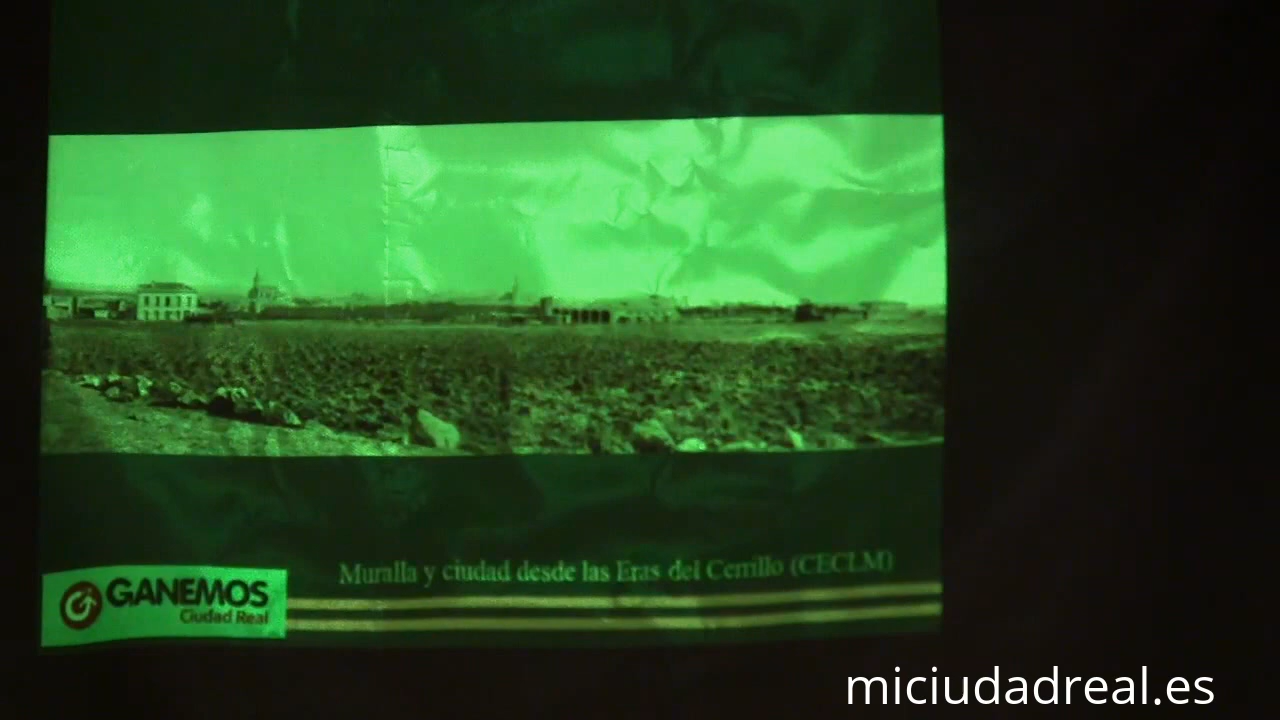 Muralla y ciudad desde las Eras del Cerrillo (CECLM)
GANEMOS
Ciudad Real
miciudadreal.es